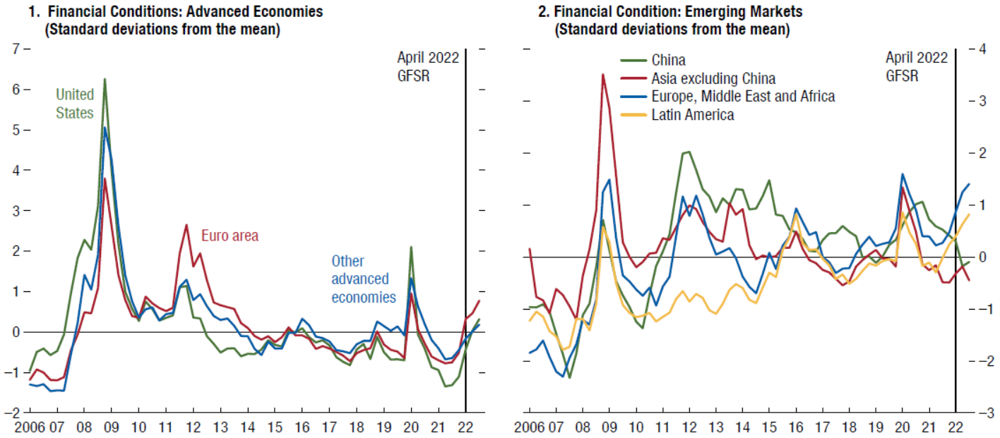 1. Financial Conditions: Advanced Economies
(Standard deviations from the mean)
7
6
5
4
3
2
1
0
–1
–2
United
States
Euro area
Other
advanced
economies
April 2022
GFSR
2006 07 08 09 10 11 12 13 14 15 16 17 18 19 20 21 22
2. Financial Condition: Emerging Markets
(Standard deviations from the mean)
China
Asia excluding China
Europe, Middle East and Africa
Latin America
April 2022
GFSR
4
3
2
1
0
–1
–2
–3
2006 07 08 09 10 11 12 13 14 15 16 17 18 19 20 21 22